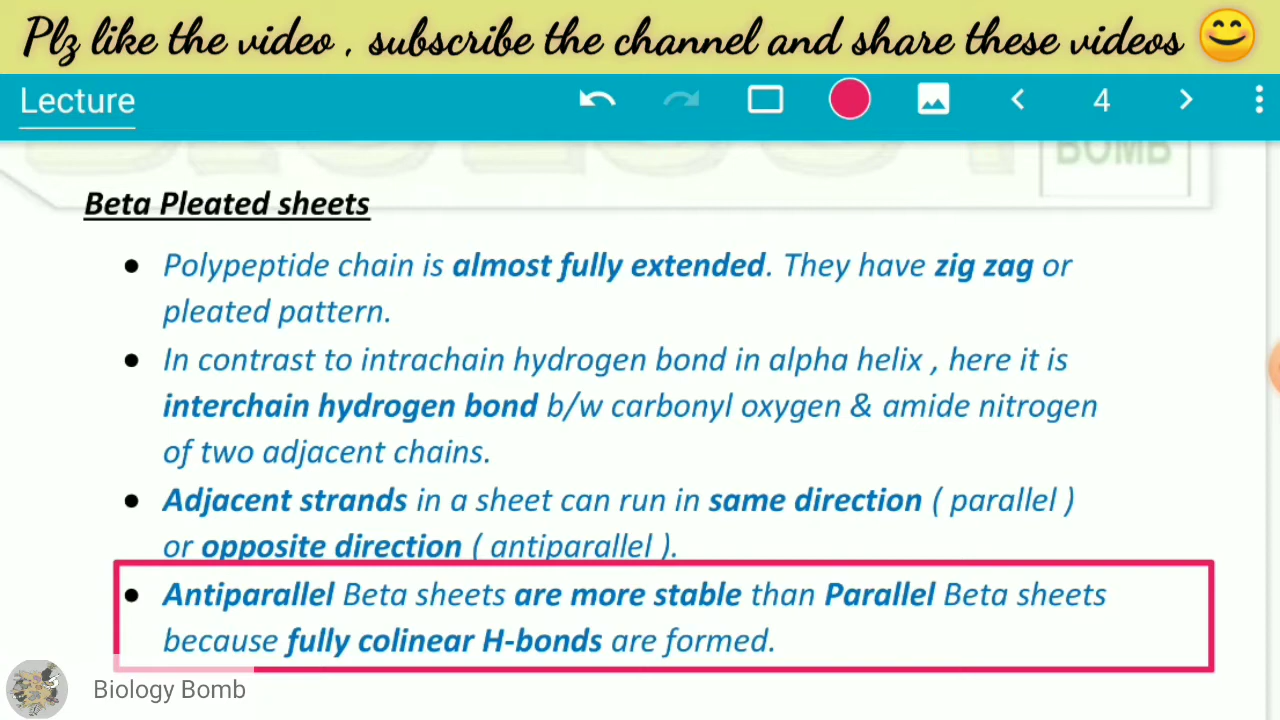 Plz like the video , subscribe the channel and share these videos 😊
Lecture
4
BOMB
Beta Pleated sheets
● Polypeptide chain is almost fully extended. They have zig zag or
pleated pattern.
● In contrast to intrachain hydrogen bond in alpha helix , here it is
interchain hydrogen bond b/w carbonyl oxygen & amide nitrogen
of two adjacent chains.
● Adjacent strands in a sheet can run in same direction ( parallel )
or opposite direction ( antiparallel ).
● Antiparallel Beta sheets are more stable than Parallel Beta sheets
because fully colinear H-bonds are formed.
Biology Bomb